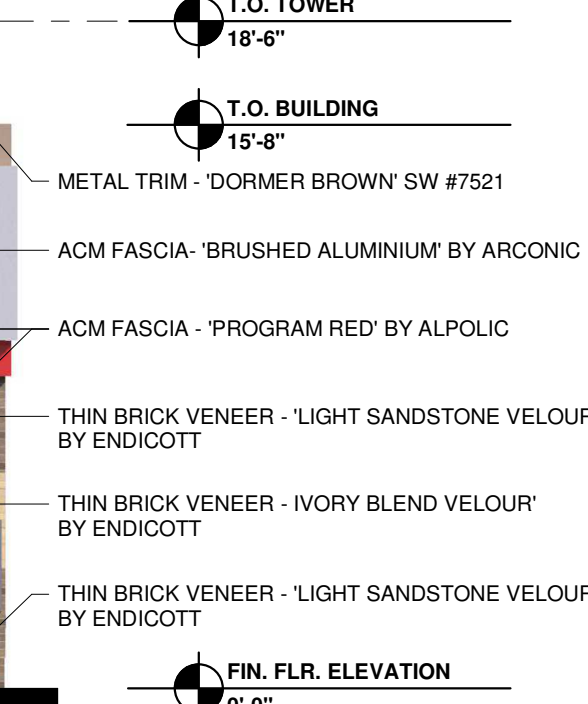 T.O. TOWER
18'-6"
T.O. BUILDING
15'-8"
METAL TRIM - 'DORMER BROWN' SW #7521
ACM FASCIA- 'BRUSHED ALUMINIUM' BY ARCONIC
ACM FASCIA - 'PROGRAM RED' BY ALPOLIC
THIN BRICK VENEER - 'LIGHT SANDSTONE VELOUR
BY ENDICOTT
THIN BRICK VENEER - IVORY BLEND VELOUR'
BY ENDICOTT
THIN BRICK VENEER - 'LIGHT SANDSTONE VELOUR
BY ENDICOTT
FIN. FLR. ELEVATION
0'-0"